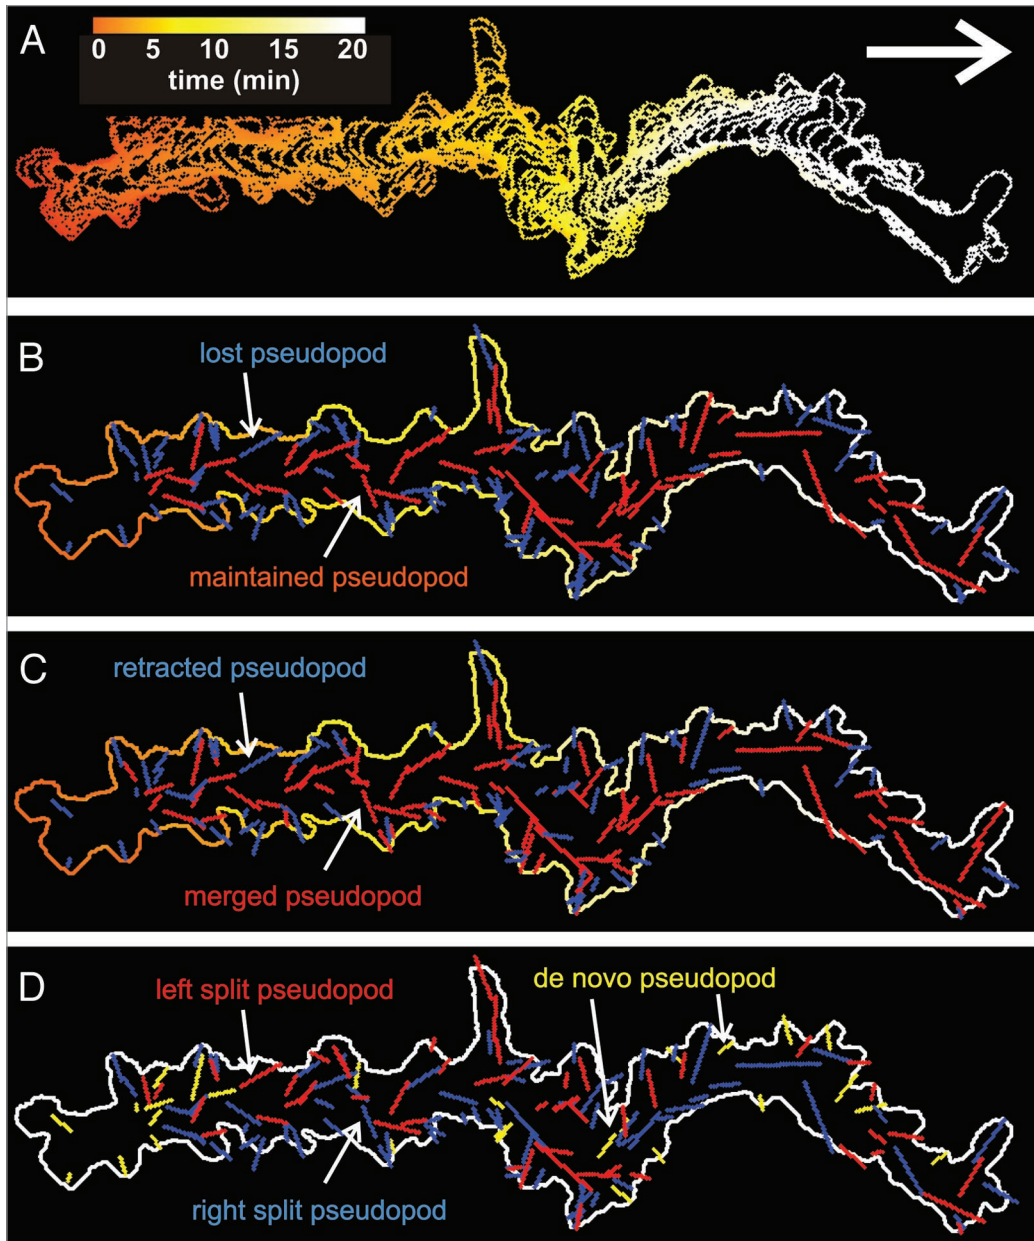 A
0 5 10 15 20
time (min)
B
lost pseudopod
maintained pseudopod
C
retracted pseudopod
merged pseudopod
D
left split pseudopod
de novo pseudopod
right split pseudopod